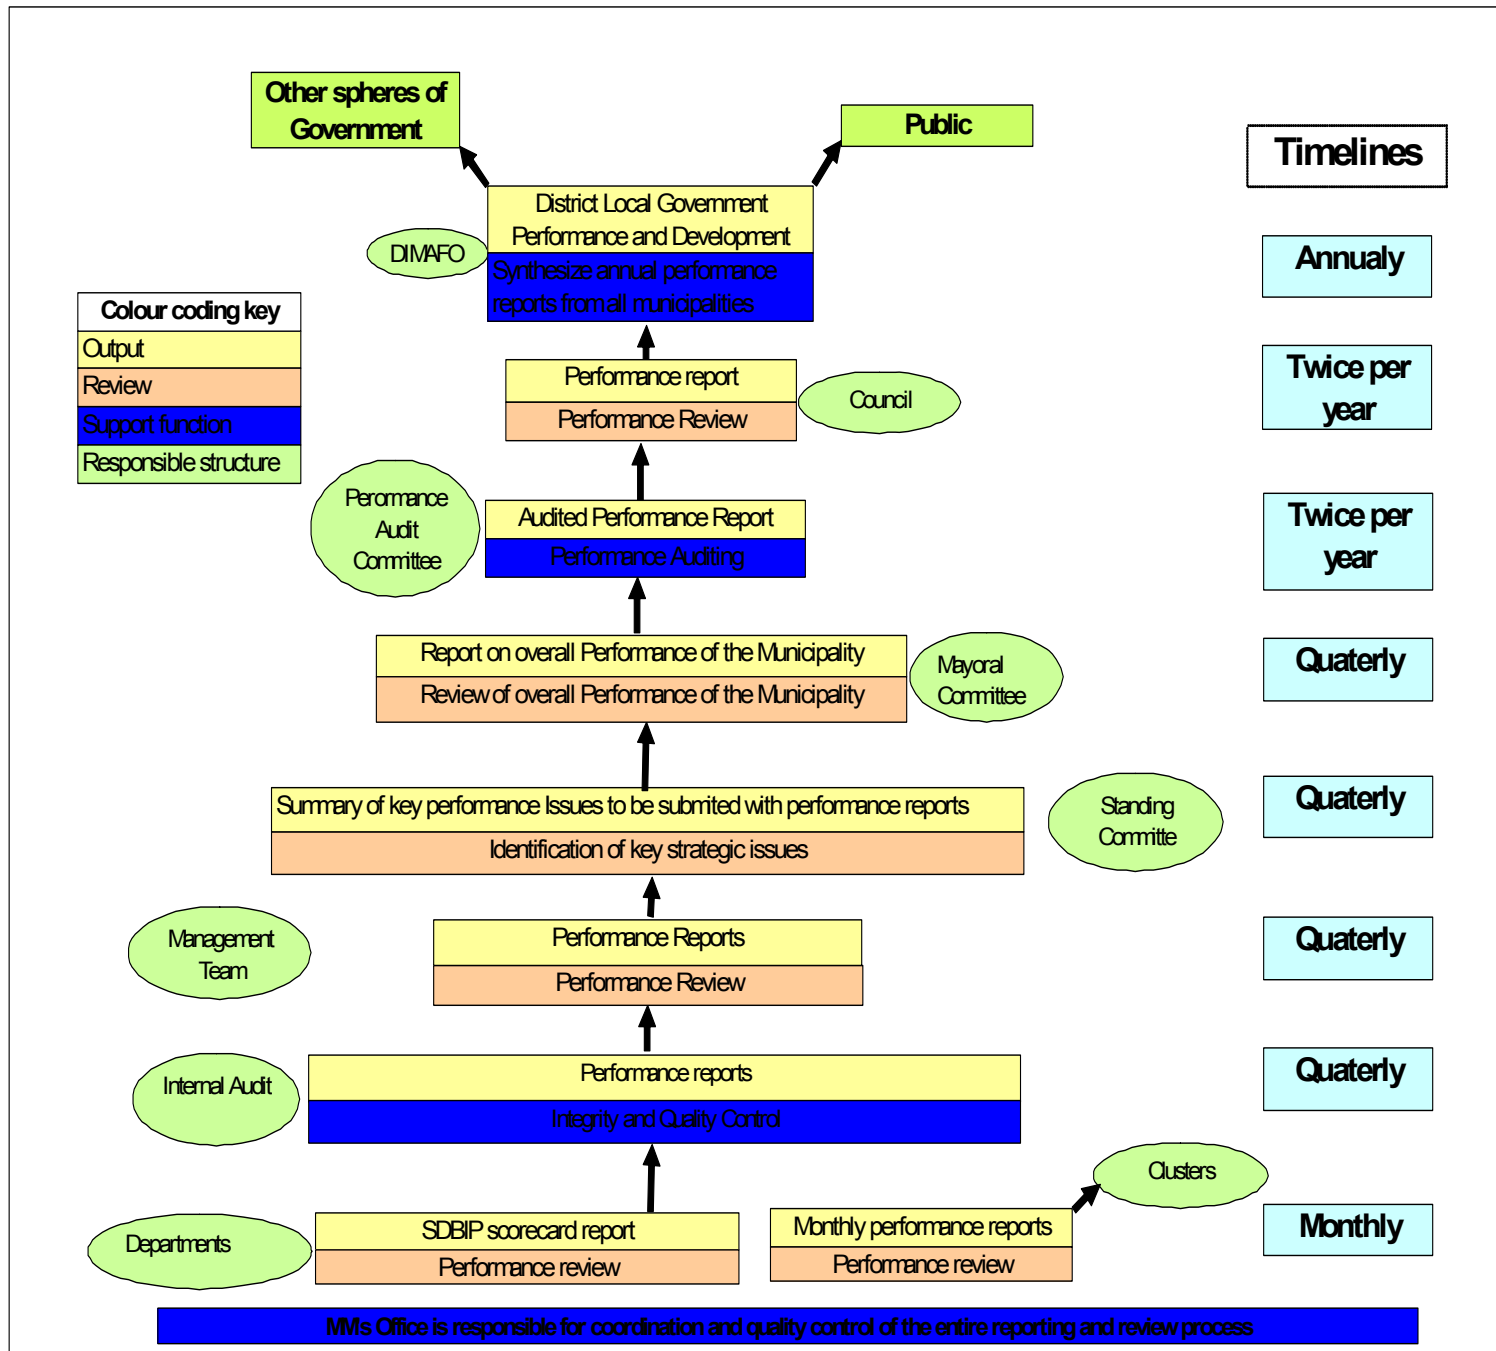 Other spheres of
Government
Public
Timelines
District Local Government
Performance and Development
DIMAFO
Synthesize annual performance
reports from all municipalities
Annualy
Colour coding key
Output
Review
Support function
Responsible structure
Performance report
Performance Review
Council
Twice per
year
Perormance
Audit
Committee
Audited Performance Report
Performance Auditing
Twice per
year
Report on overall Performance of the Municipality
Review of overall Performance of the Municipality
Mayoral
Committee
Quaterly
Summary of key performance Issues to be submited with performance reports
Identification of key strategic issues
Standing
Committe
Quaterly
Management
Team
Performance Reports
Performance Review
Quaterly
Internal Audit
Performance reports
Integrity and Quality Control
Quaterly
Clusters
Departments
SDBIP scorecard report
Performance review
Monthly performance reports
Performance review
Monthly
MM's Office is responsible for coordination and quality control of the entire reporting and review process